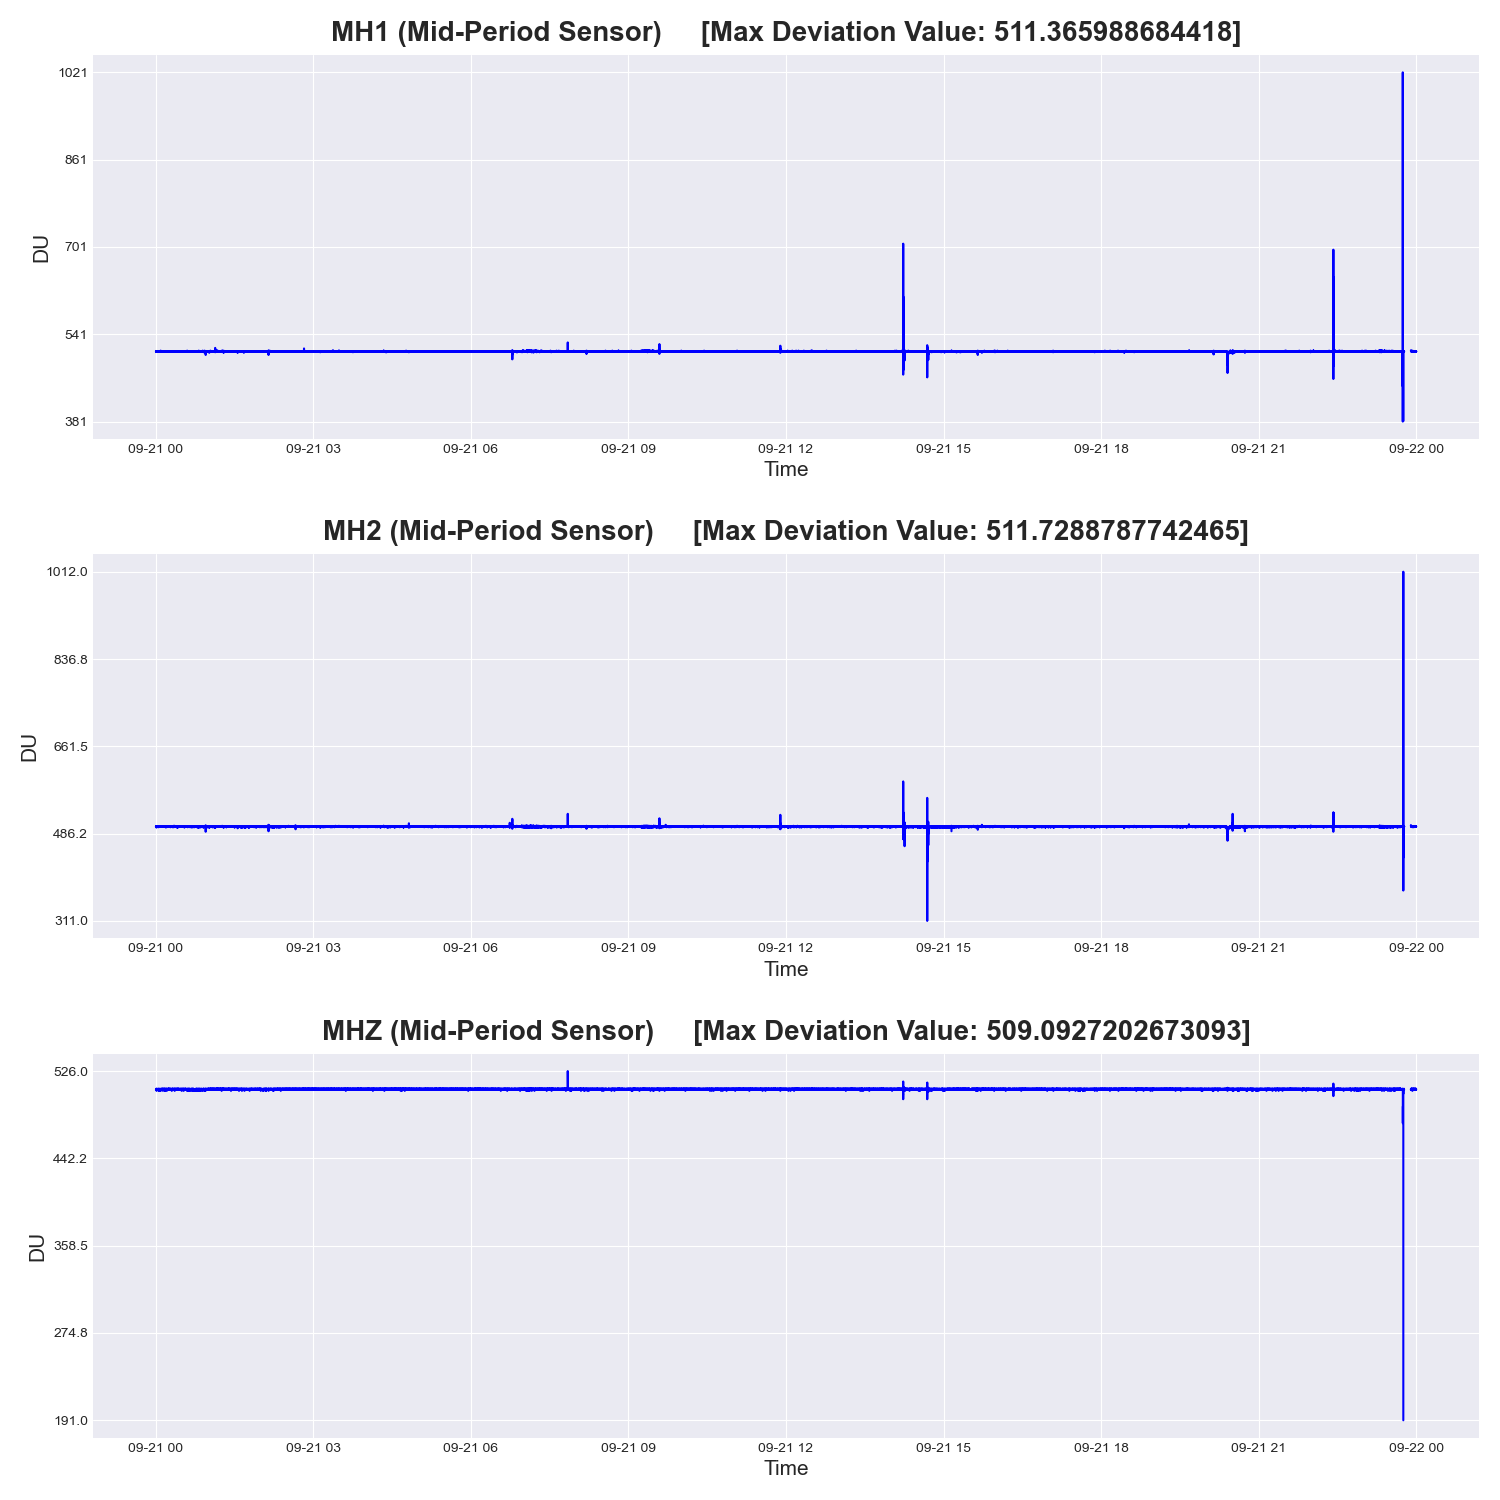 MH1 (Mid-Period Sensor) [Max Deviation Value: 511.365988684418]
1021
861
701
541
381
DU
09-21 00 09-21 03 09-21 06 09-21 09 09-21 12 09-21 15 09-21 18 09-21 21 09-22 00
Time
MH2 (Mid-Period Sensor) [Max Deviation Value: 511.7288787742465]
1012.0
836.8
661.5
486.2
311.0
DU
09-21 00 09-21 03 09-21 06 09-21 09 09-21 12 09-21 15 09-21 18 09-21 21 09-22 00
Time
MHZ (Mid-Period Sensor) [Max Deviation Value: 509.0927202673093]
526.0
442.2
358.5
274.8
191.0
DU
09-21 00 09-21 03 09-21 06 09-21 09 09-21 12 09-21 15 09-21 18 09-21 21 09-22 00
Time